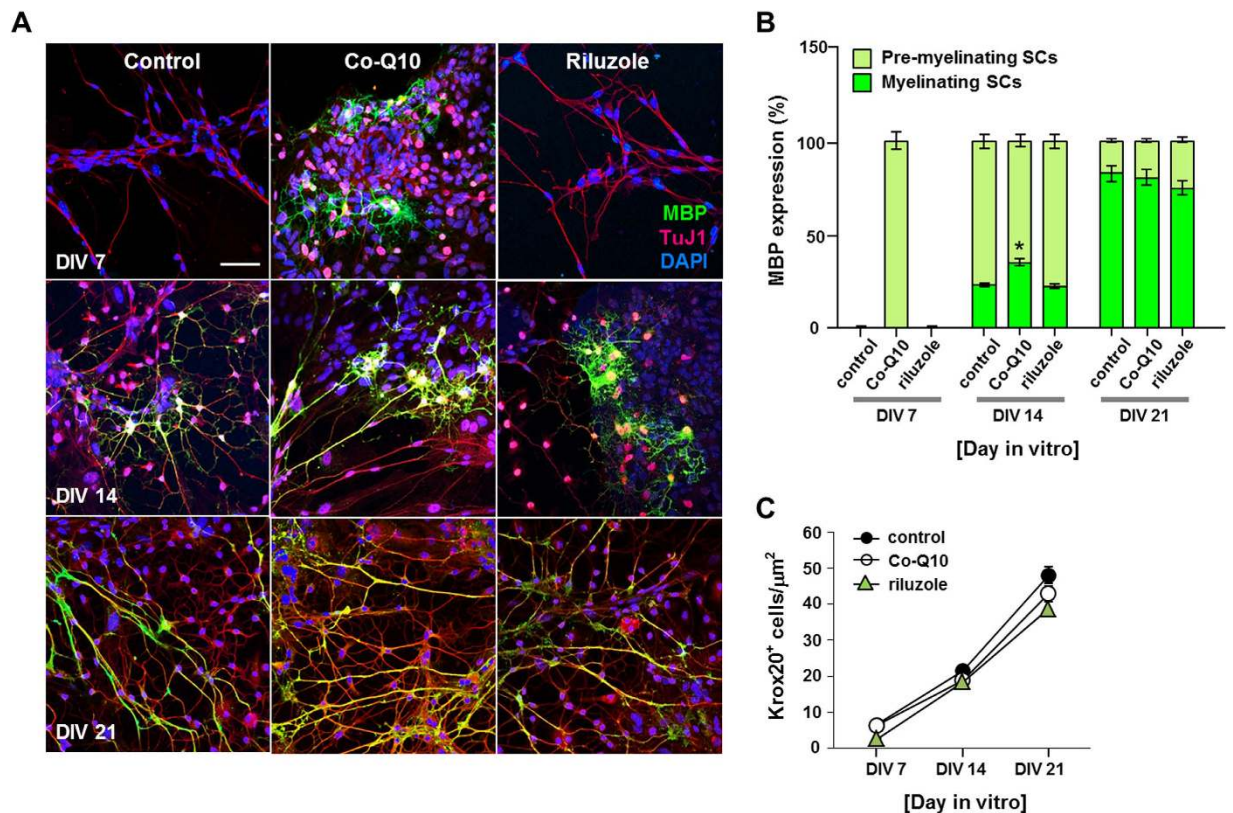 A
Control
Co-Q10
Riluzole
MBP
TuJ1
DAPI
DIV 7
DIV 14
DIV 21
B
150
100
50
0
MBP expression (%)
Pre-myelinating SCs
Myelinating SCs
*
control
Co-Q10
riluzole
control
Co-Q10
riluzole
control
Co-Q10
riluzole
DIV 7
DIV 14
DIV 21
[Day in vitro]
C
60
50
40
30
20
10
0
Krox20⁺ cells/µm²
control
Co-Q10
riluzole
DIV 7
DIV 14
DIV 21
[Day in vitro]